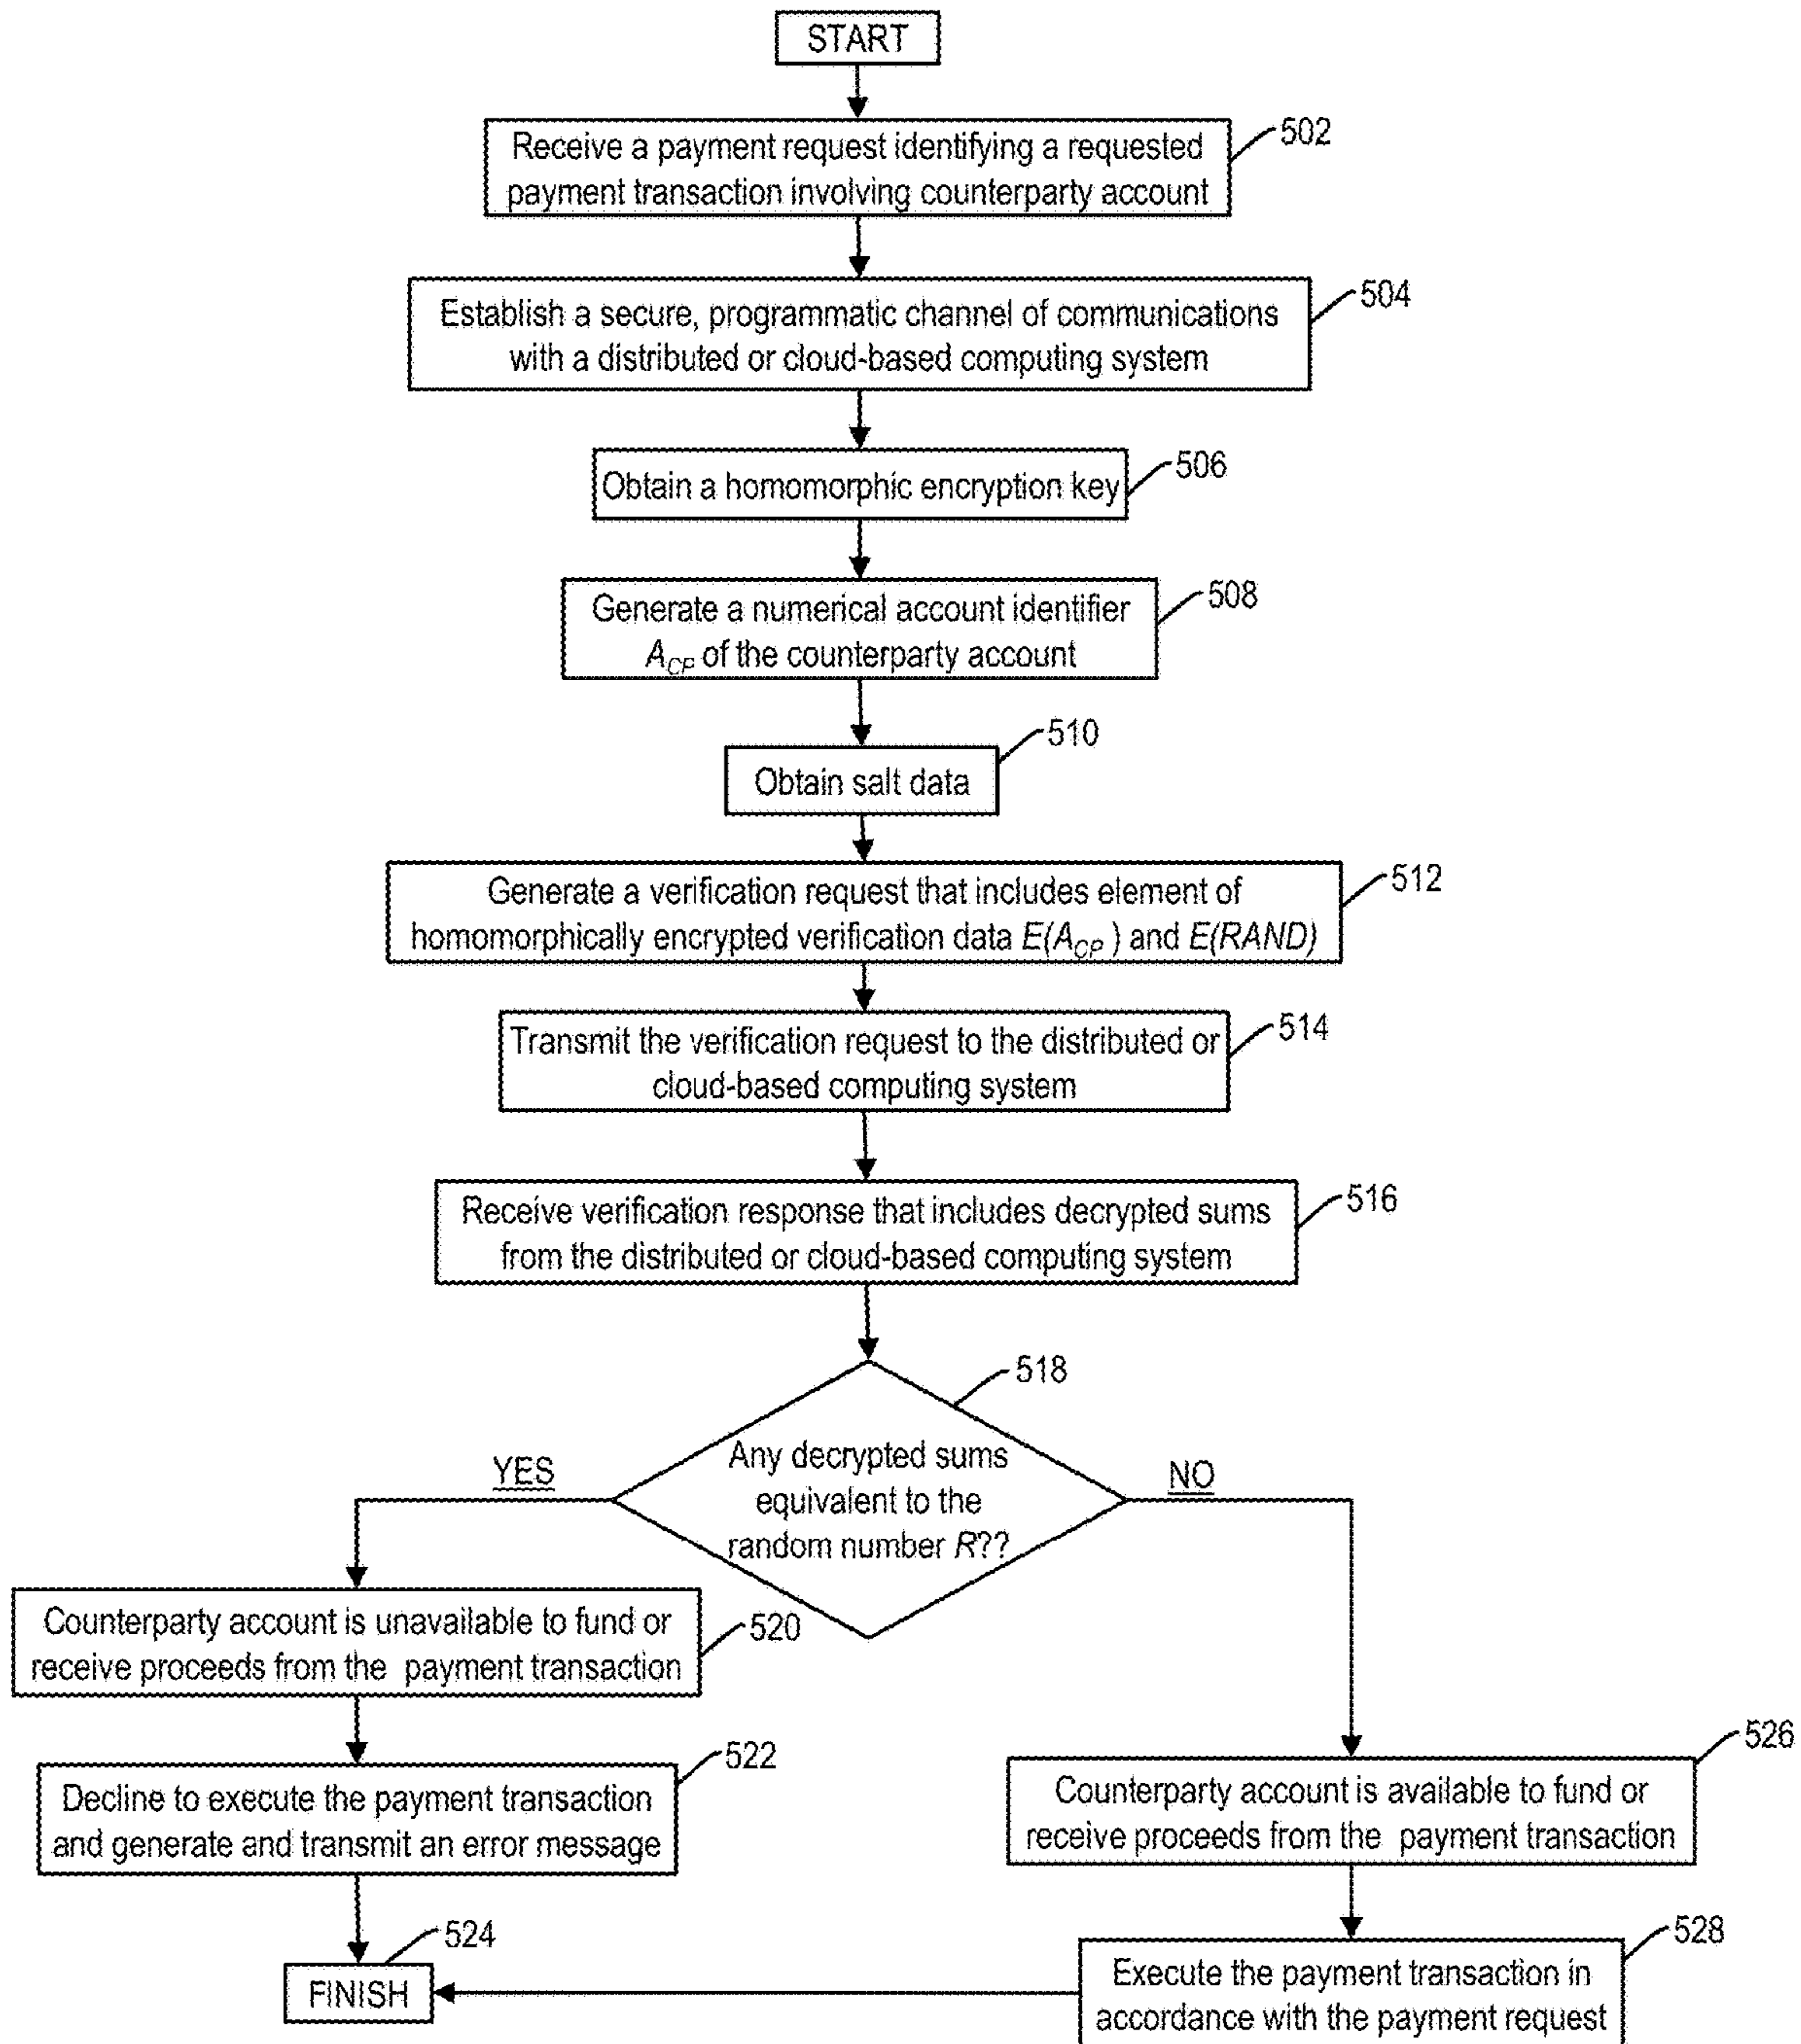 START
502
Receive a payment request identifying a requested
payment transaction involving counterparty account
504
Establish a secure, programmatic channel of communications
with a distributed or cloud-based computing system
506
Obtain a homomorphic encryption key
508
Generate a numerical account identifier
A_CP of the counterparty account
510
Obtain salt data
512
Generate a verification request that includes element of
homomorphically encrypted verification data E(A_CP ) and E(RAND)
514
Transmit the verification request to the distributed or
cloud-based computing system
516
Receive verification response that includes decrypted sums
from the distributed or cloud-based computing system
518
Any decrypted sums
equivalent to the
random number R??
YES
NO
520
Counterparty account is unavailable to fund or
receive proceeds from the payment transaction
522
Decline to execute the payment transaction
and generate and transmit an error message
524
FINISH
526
Counterparty account is available to fund or
receive proceeds from the payment transaction
528
Execute the payment transaction in
accordance with the payment request